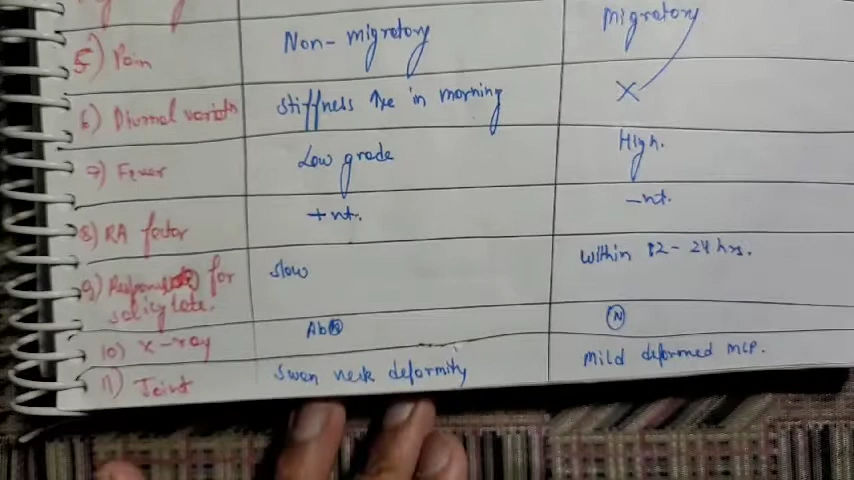 5) Pain Non-migratory Migratory
6) Diurnal variatn stiffness ↑se in morning X
7) Fever Low grade High.
8) RA factor +nt. -nt.
9) Response for slow within 12-24 hrs.
salicylate.
10) X-ray Ab(N) (N)
11) Joint Swan neck deformity Mild deformed MCP.